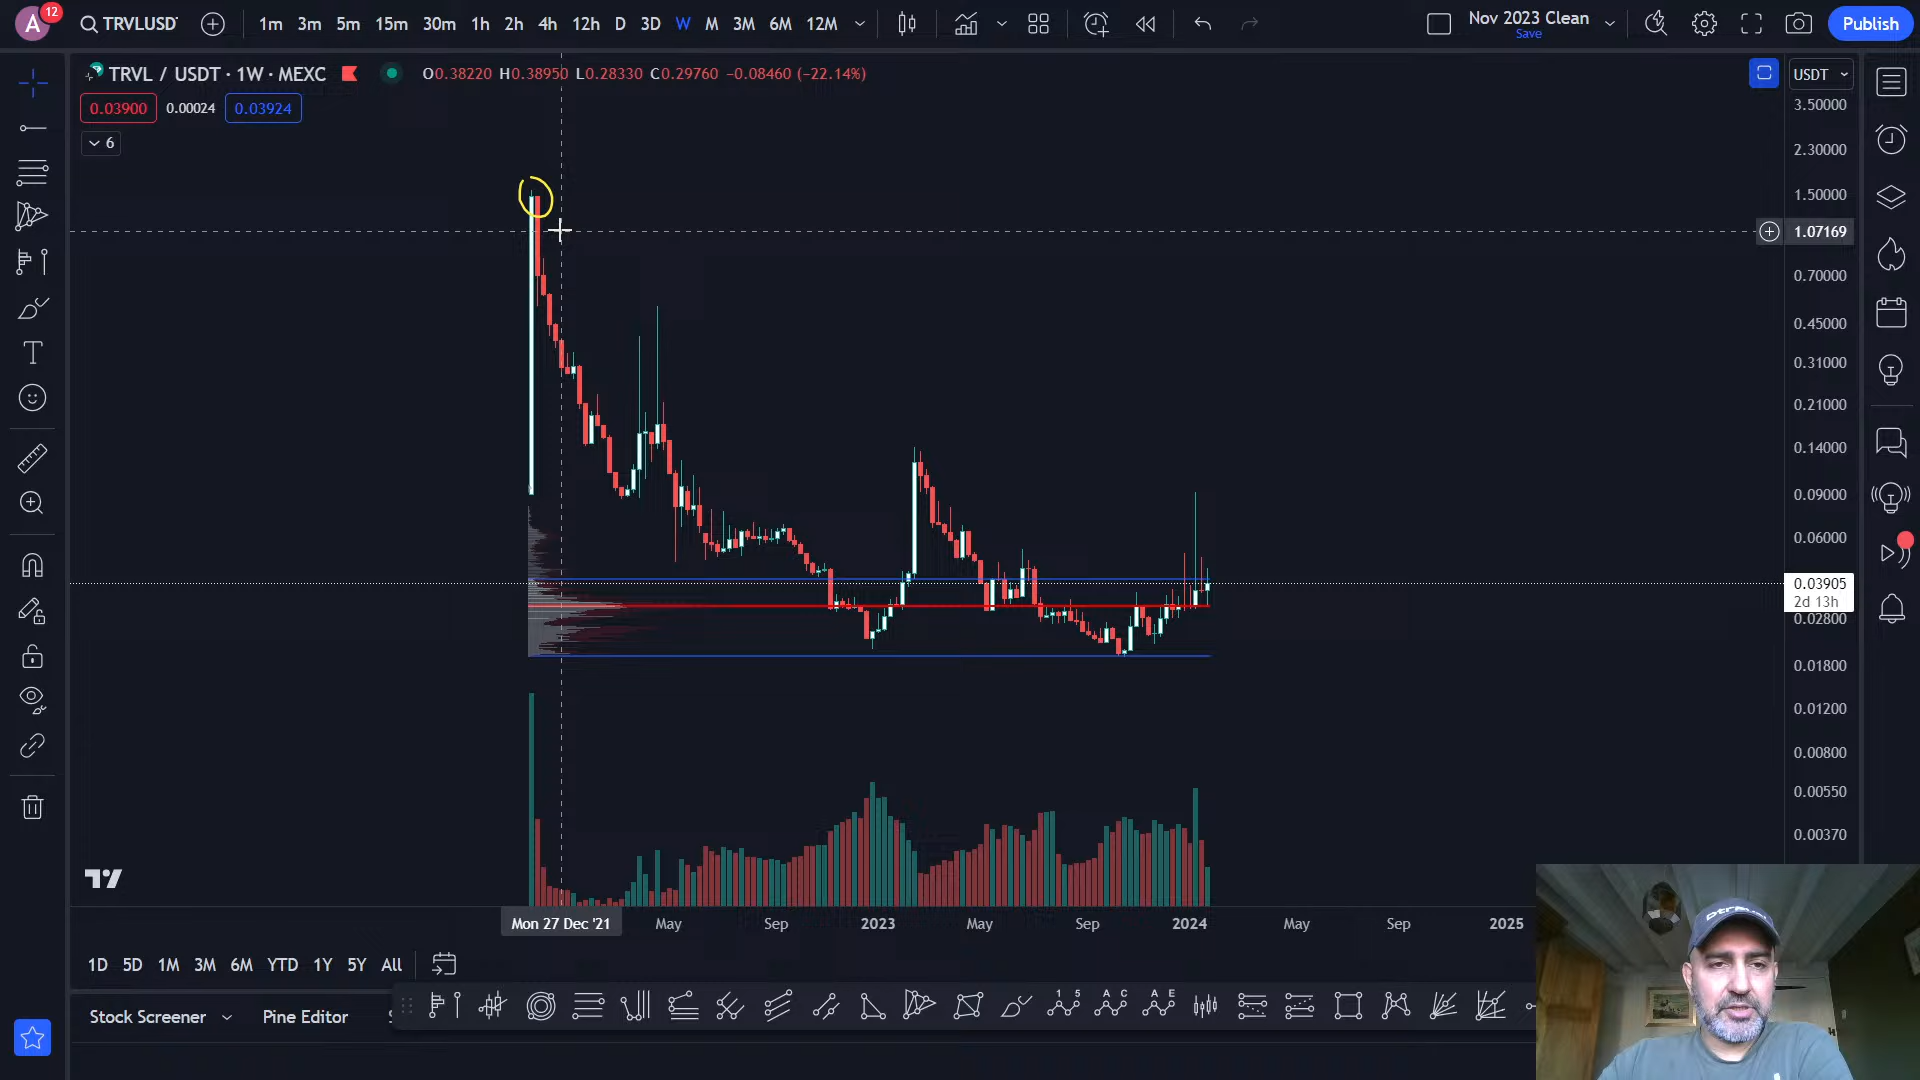 A
12
TRVLUSDT
1m 3m 5m 15m 30m 1h 2h 4h 12h D 3D W M 3M 6M 12M
Nov 2023 Clean
Save
Publish
TRVL / USDT · 1W · MEXC
O0.38220 H0.38950 L0.28330 C0.29760 −0.08460 (−22.14%)
USDT
0.03900 0.00024 0.03924
6
3.50000
2.30000
1.50000
1.07169
0.70000
0.45000
0.31000
0.21000
0.14000
0.09000
0.06000
0.03905
2d 13h
0.02800
0.01800
0.01200
0.00800
0.00550
0.00370
Mon 27 Dec '21 May Sep 2023 May Sep 2024 May Sep 2025
1D 5D 1M 3M 6M YTD 1Y 5Y All
Stock Screener Pine Editor
1 5
A C
A E